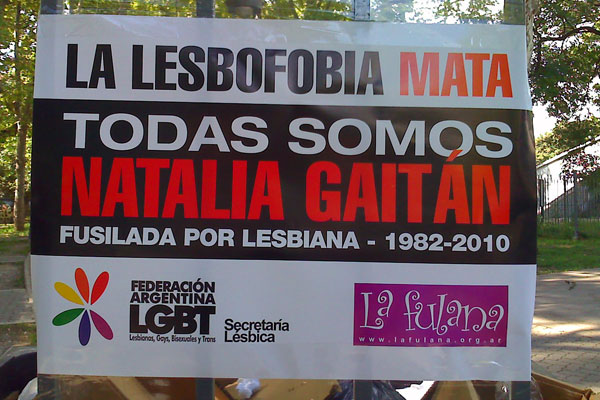 LA LESBOFOBIA MATA
TODAS SOMOS
NATALIA GAITÁN
FUSILADA POR LESBIANA - 1982-2010
FEDERACIÓN
ARGENTINA
LGBT
Lesbianas, Gays, Bisexuales y Trans
Secretaría
Lésbica
La fulana
www.lafulana.org.ar